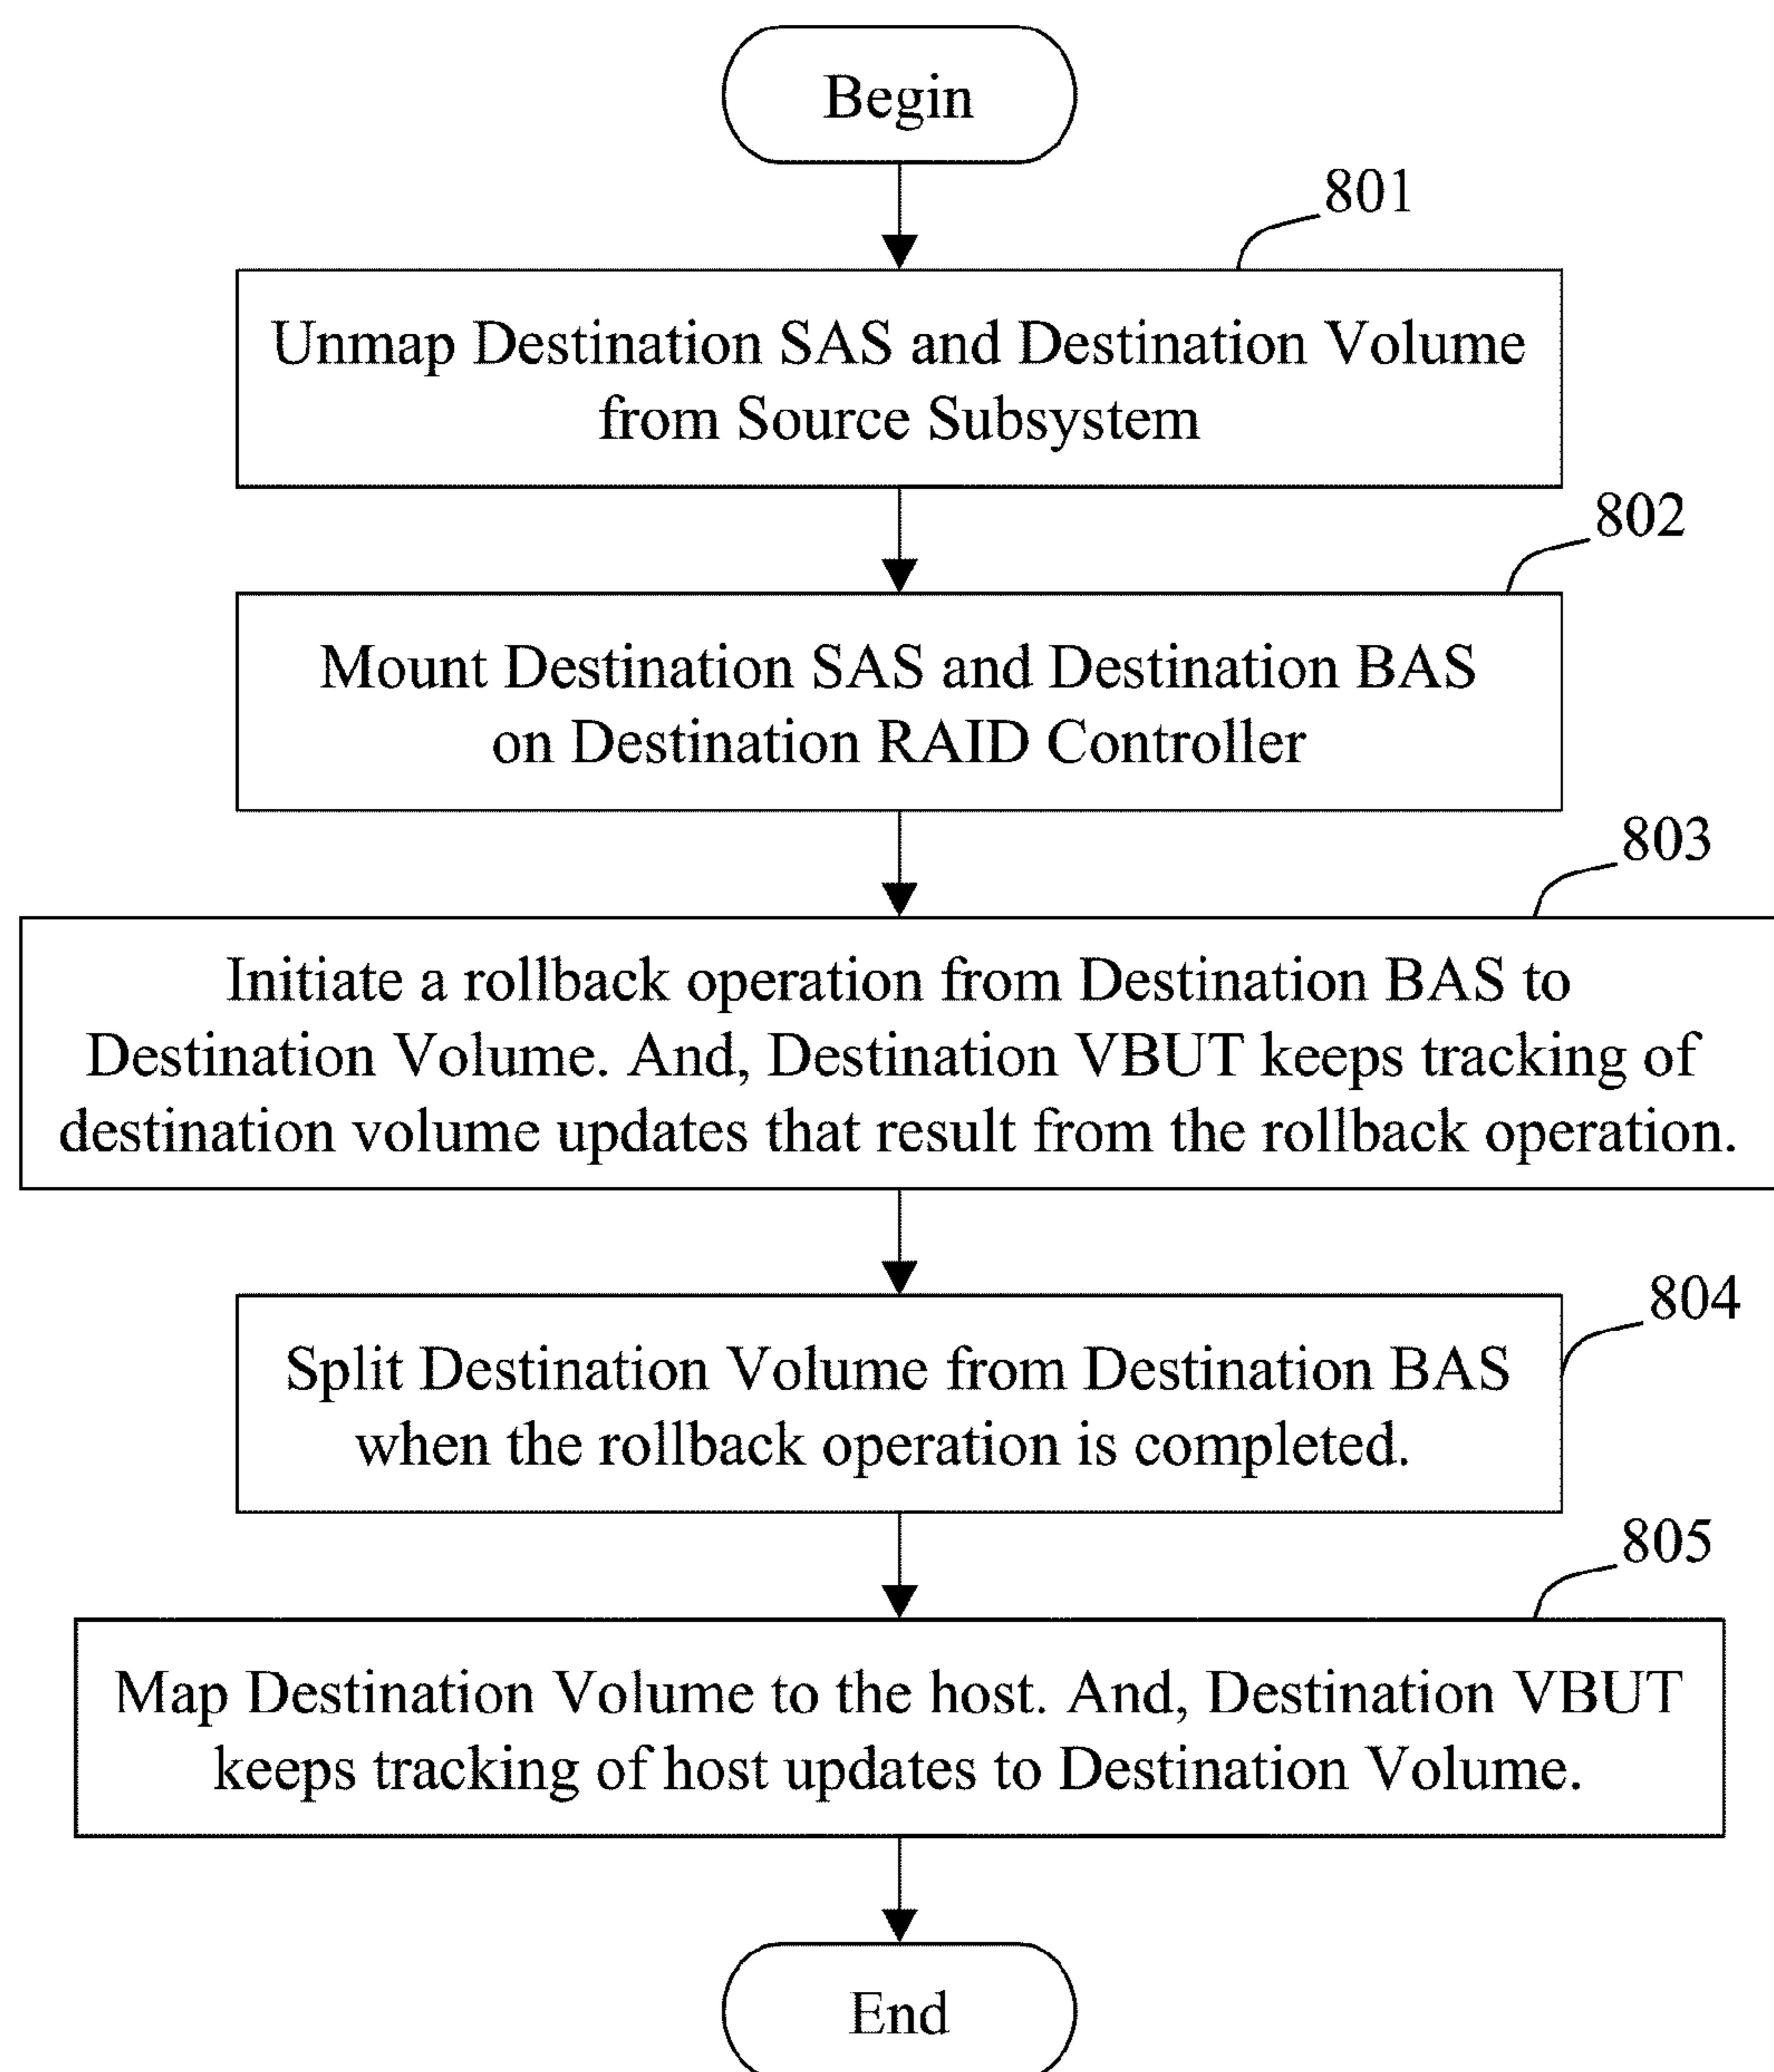 Begin
801
Unmap Destination SAS and Destination Volume
from Source Subsystem
802
Mount Destination SAS and Destination BAS
on Destination RAID Controller
803
Initiate a rollback operation from Destination BAS to
Destination Volume. And, Destination VBUT keeps tracking of
destination volume updates that result from the rollback operation.
804
Split Destination Volume from Destination BAS
when the rollback operation is completed.
805
Map Destination Volume to the host. And, Destination VBUT
keeps tracking of host updates to Destination Volume.
End